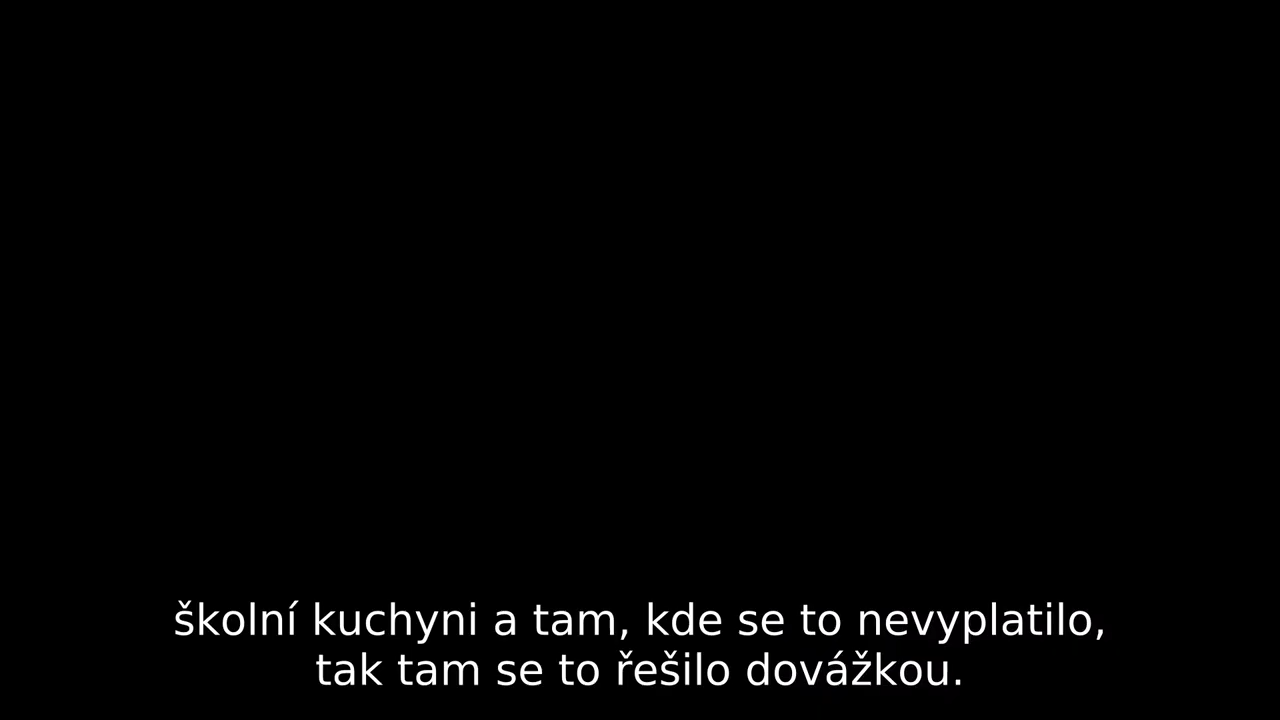 školní kuchyni a tam, kde se to nevyplatilo,
tak tam se to řešilo dovážkou.